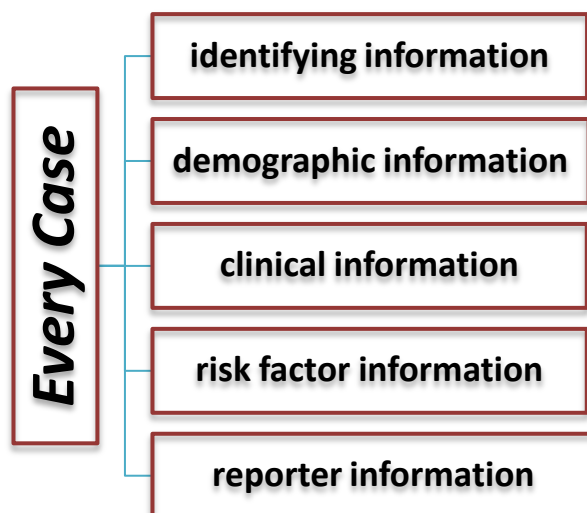 Every Case
identifying information
demographic information
clinical information
risk factor information
reporter information